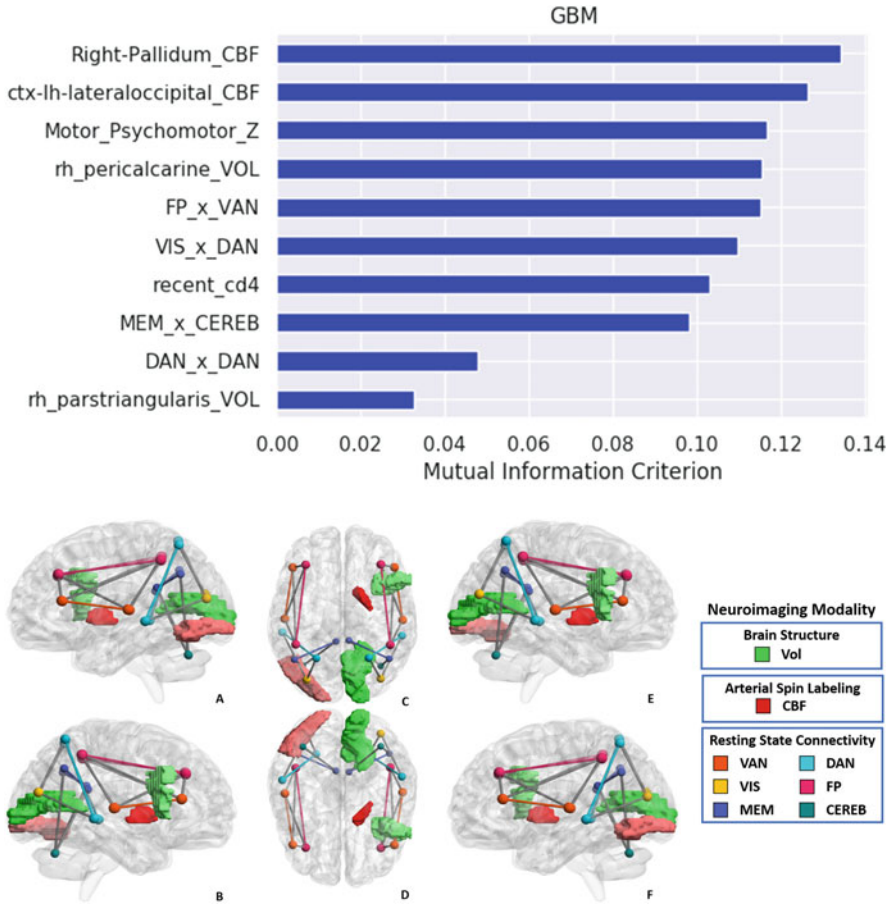 GBM
Right-Pallidum_CBF
ctx-lh-lateraloccipital_CBF
Motor_Psychomotor_Z
rh_pericalcarine_VOL
FP_x_VAN
VIS_x_DAN
recent_cd4
MEM_x_CEREB
DAN_x_DAN
rh_parstriangularis_VOL
0.00 0.02 0.04 0.06 0.08 0.10 0.12 0.14
Mutual Information Criterion
A
C
E
B
D
F
Neuroimaging Modality
Brain Structure
Vol
Arterial Spin Labeling
CBF
Resting State Connectivity
VAN DAN
VIS FP
MEM CEREB